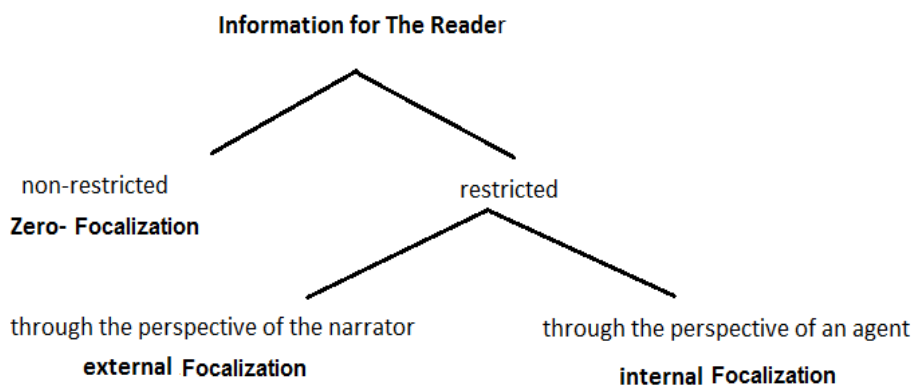 Information for The Reader
non-restricted
Zero- Focalization
restricted
through the perspective of the narrator
external Focalization
through the perspective of an agent
internal Focalization